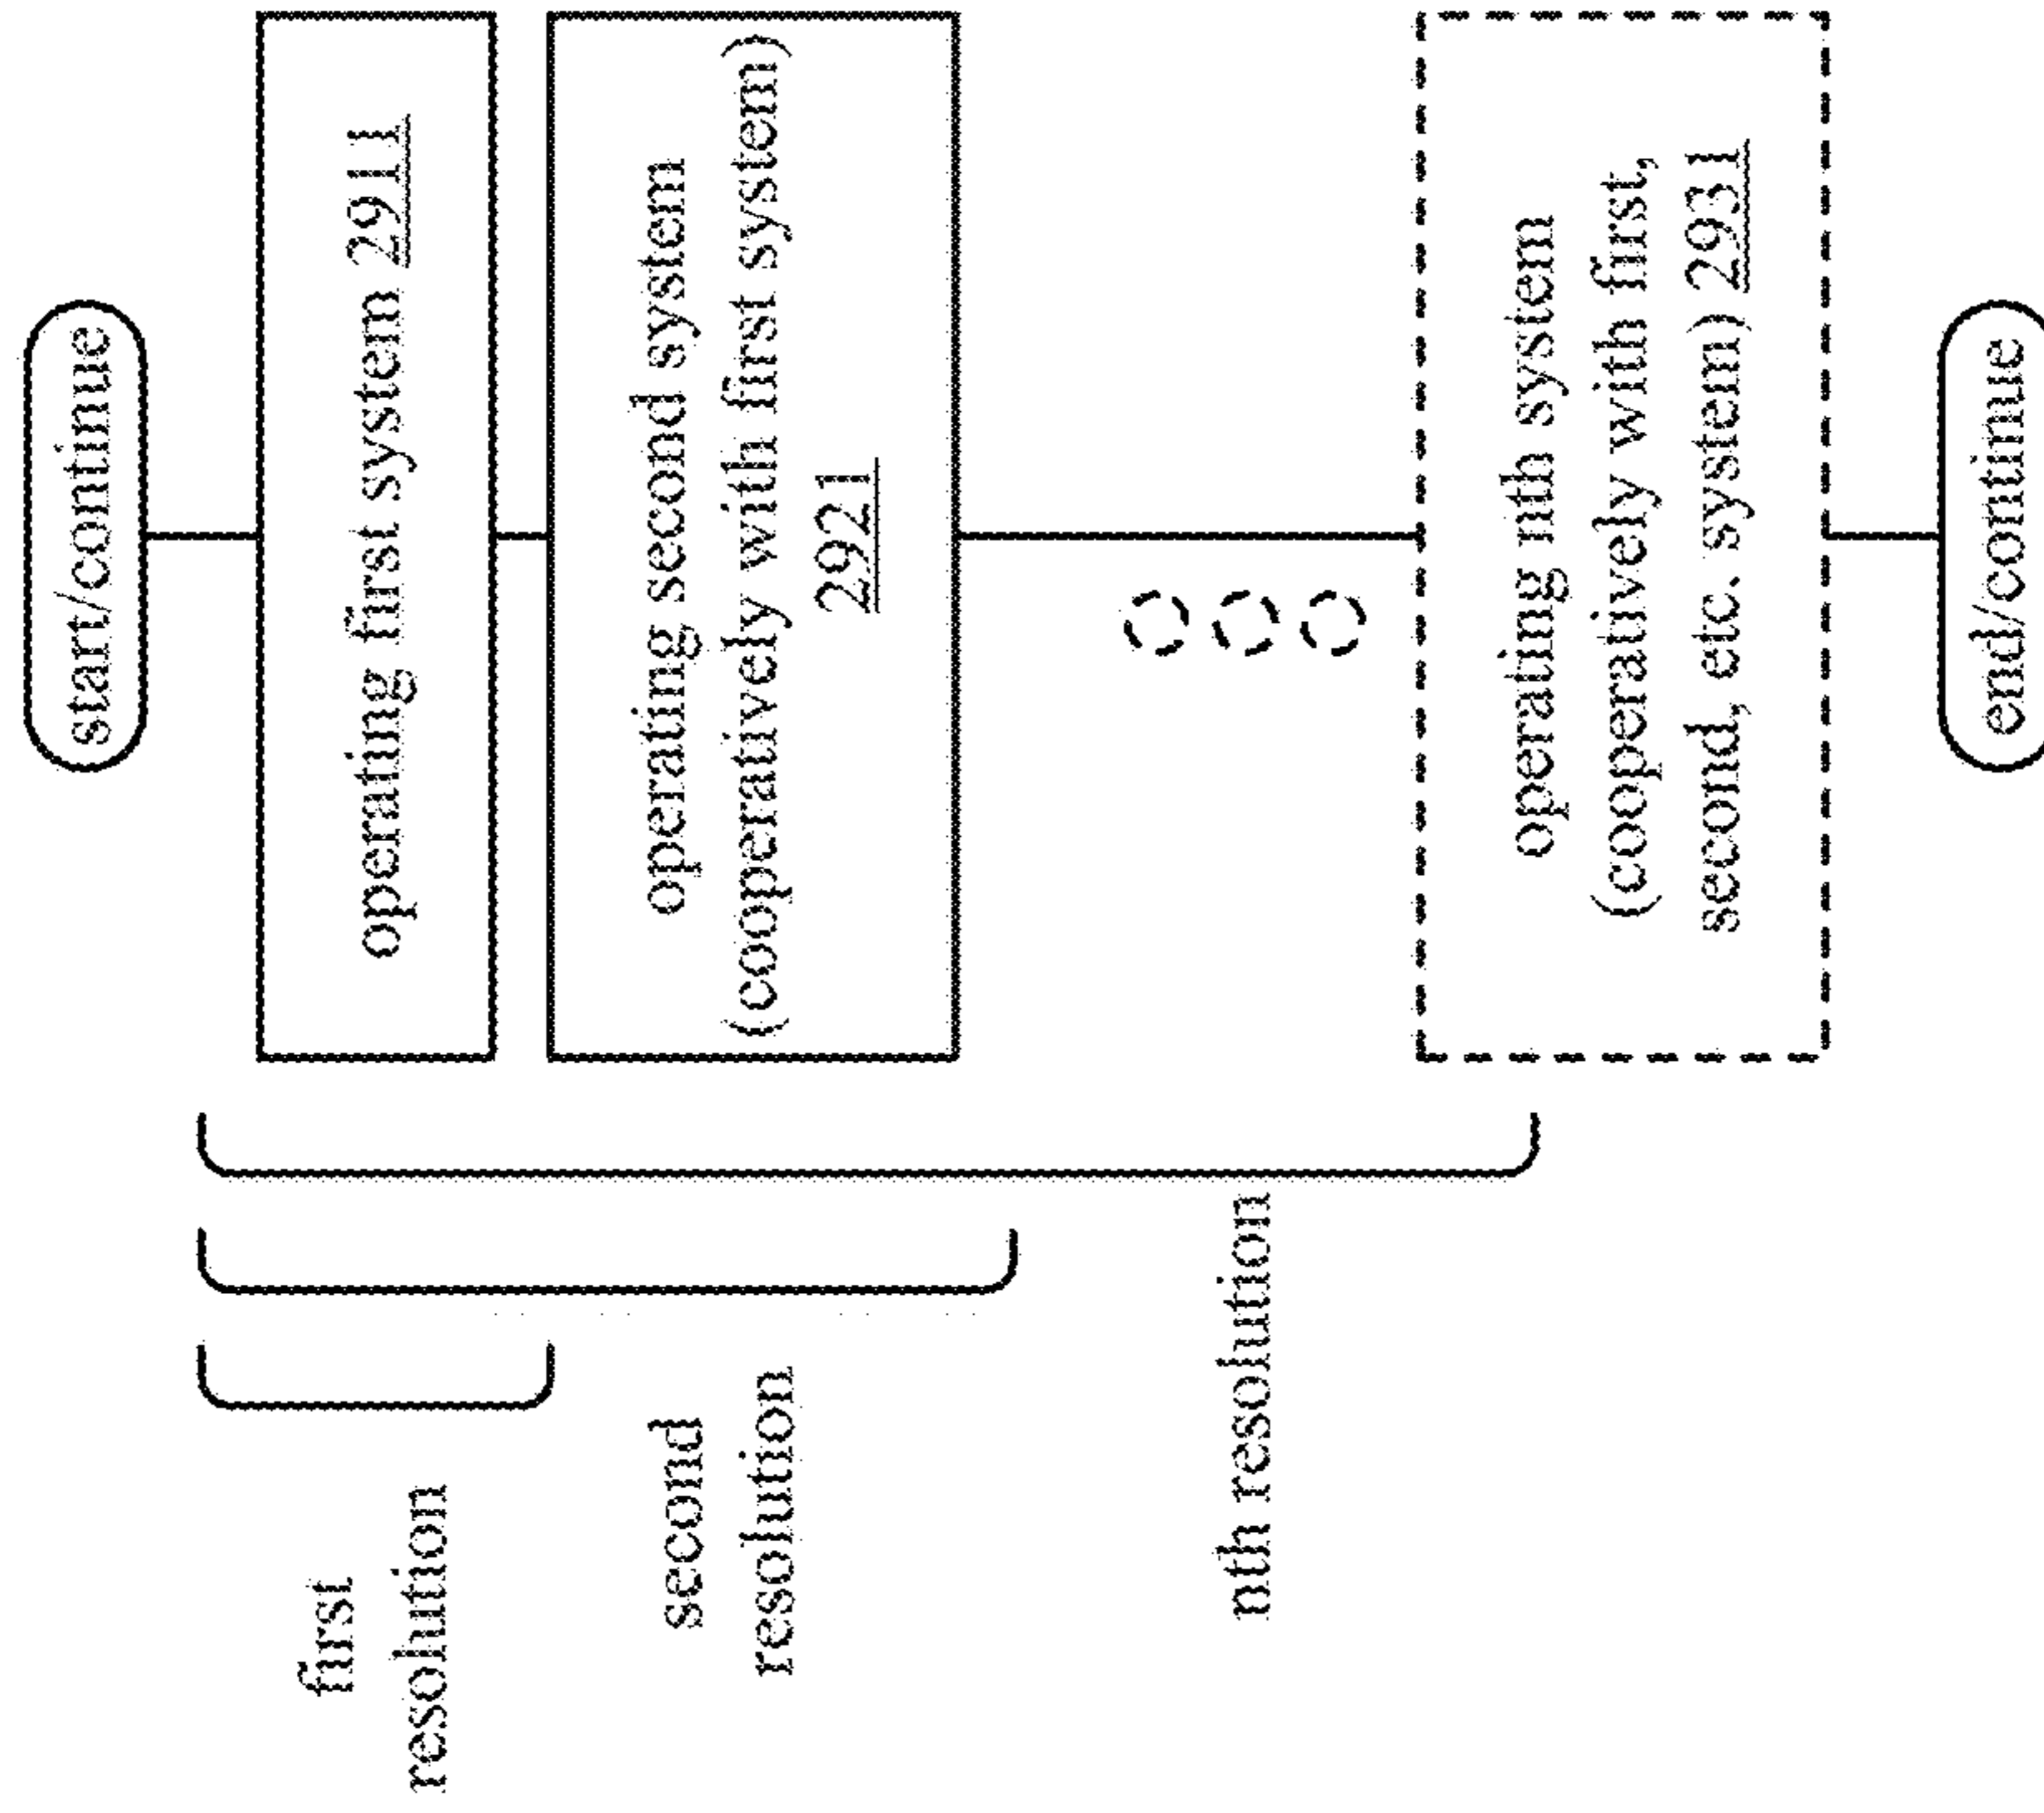 start/continue
operating first system 2911
operating second system
(cooperatively with first system)
2921
operating nth system
(cooperatively with first,
second, etc. system) 2931
end/continue
first
resolution
second
resolution
nth resolution